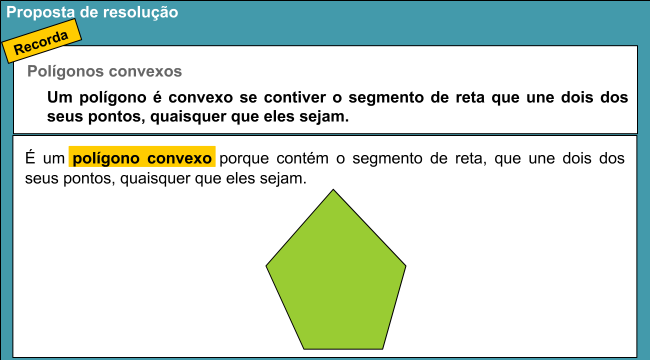 Proposta de resolução
Recorda
Polígonos convexos
Um polígono é convexo se contiver o segmento de reta que une dois dos
seus pontos, quaisquer que eles sejam.
É um polígono convexo porque contém o segmento de reta, que une dois dos
seus pontos, quaisquer que eles sejam.